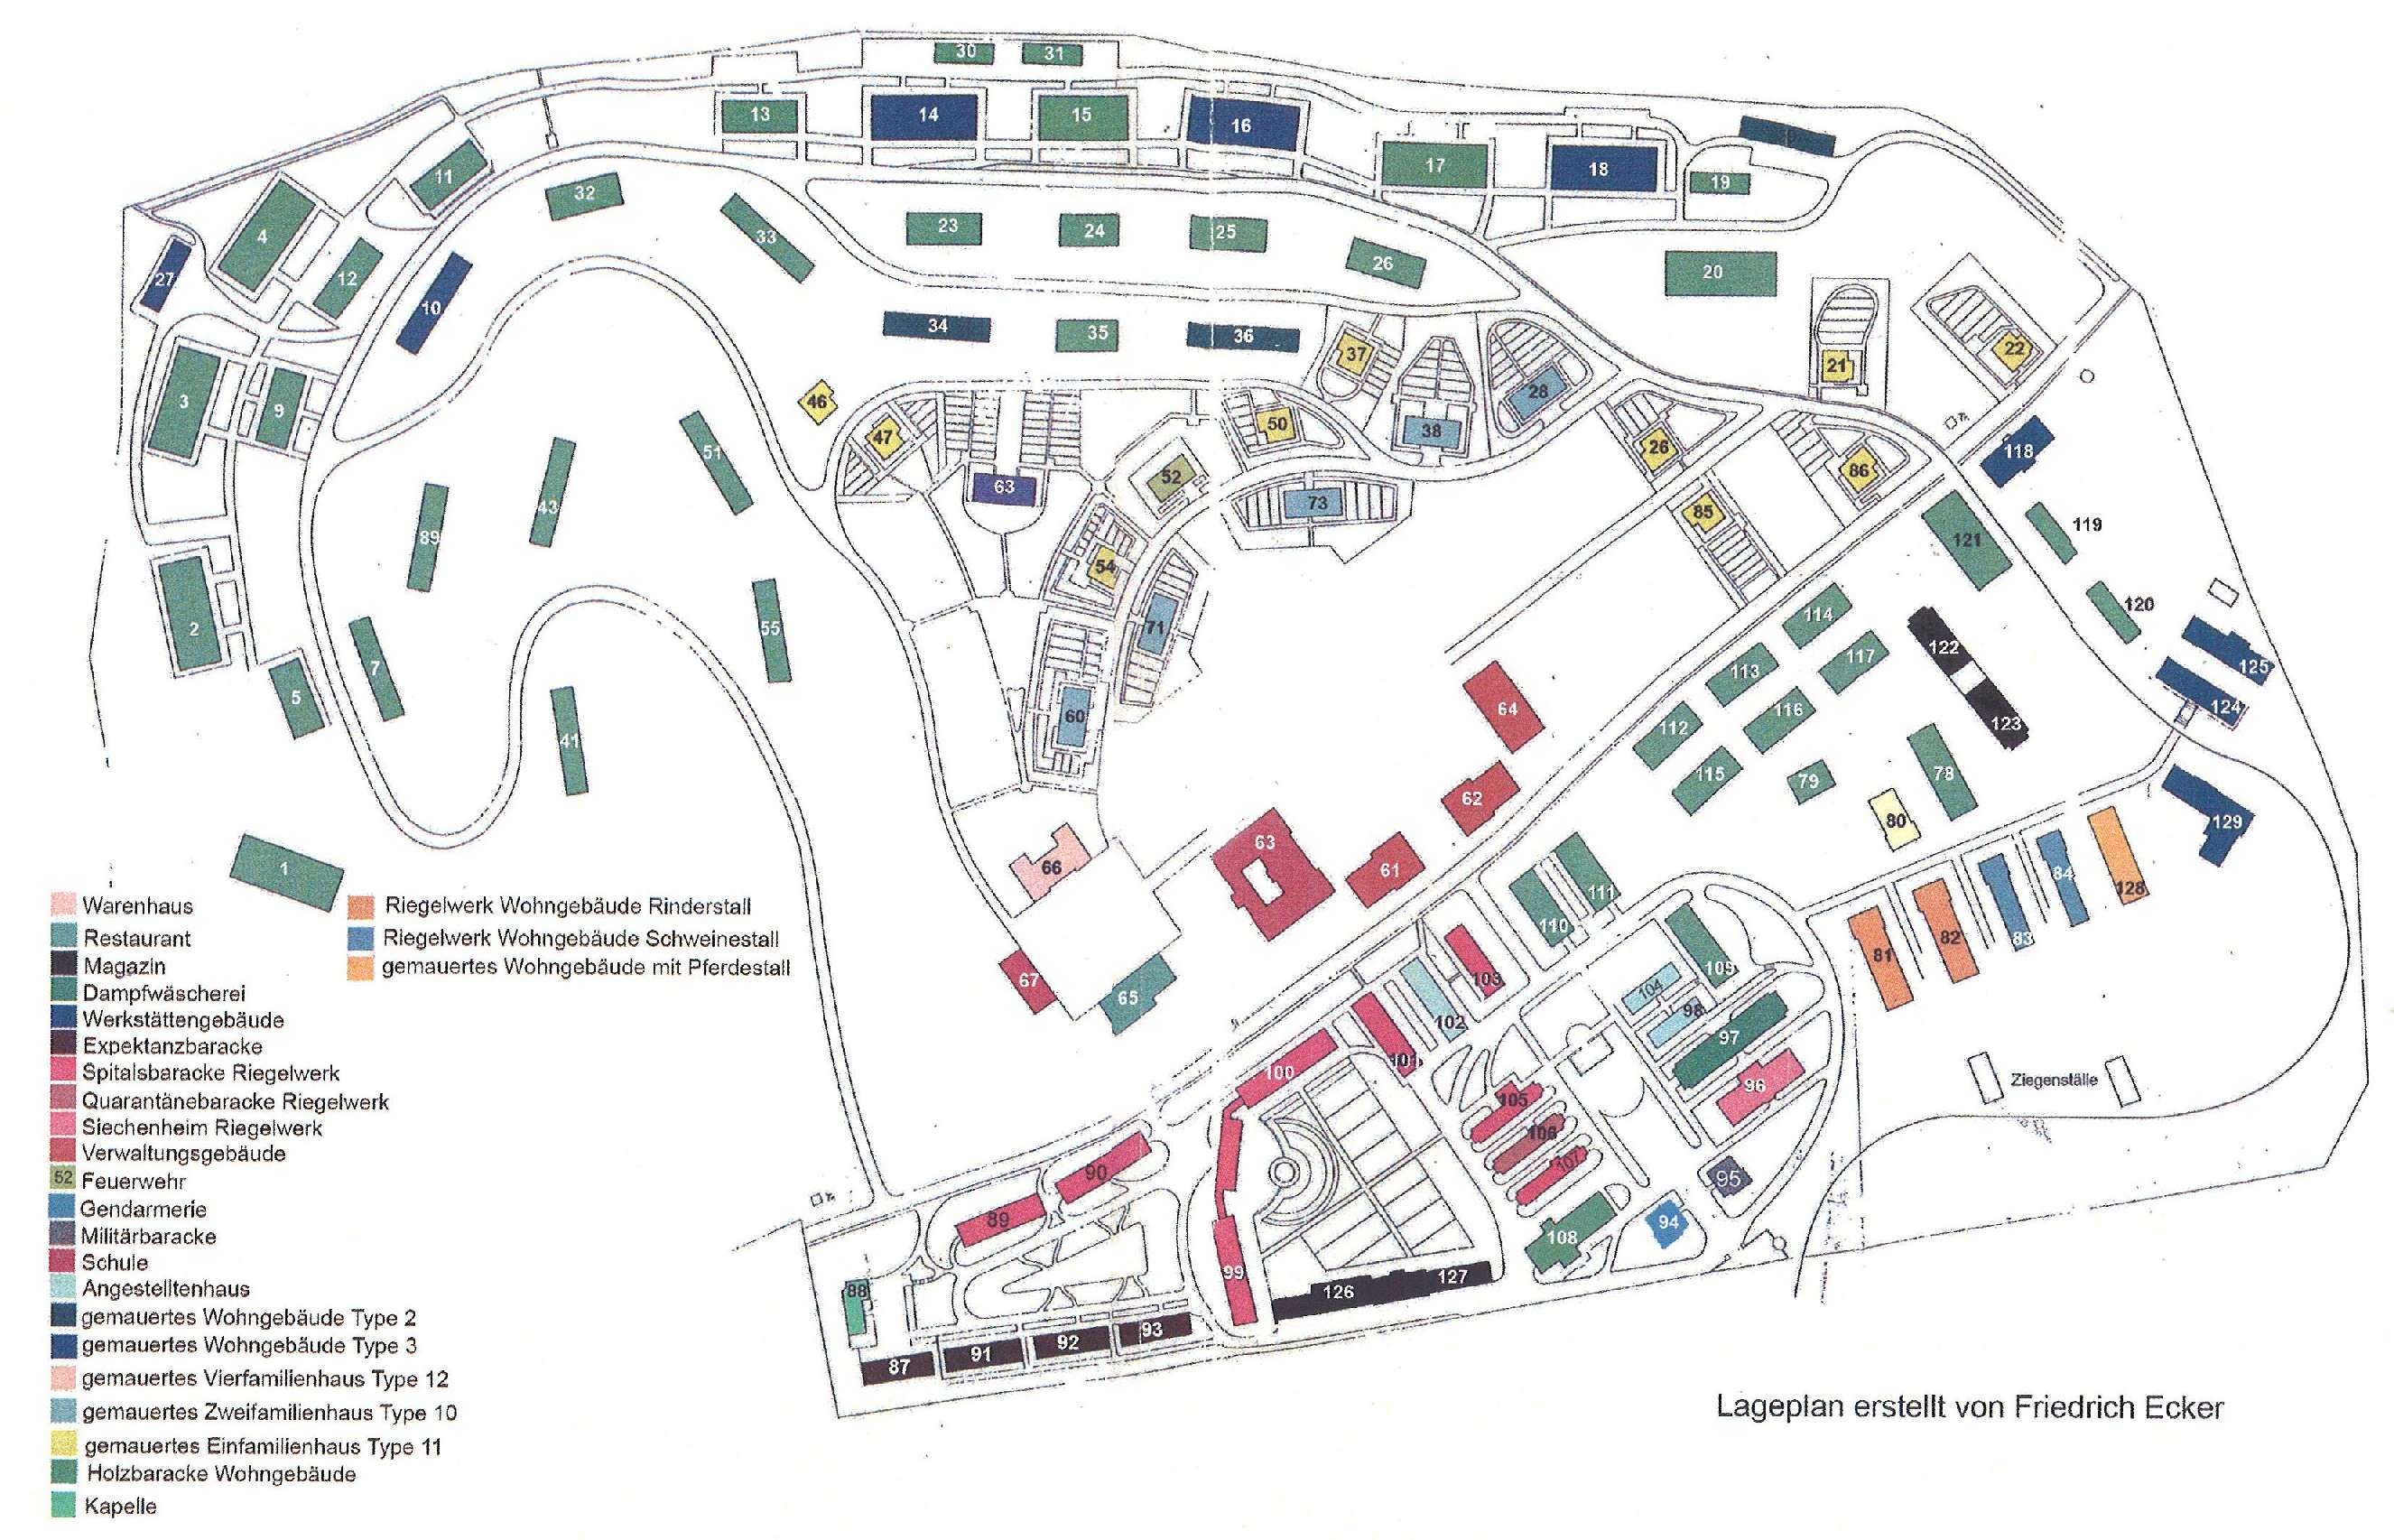 30 31
13 14 15 16 17 18 19
11
32 33
4 12 27 10
23 24 25 26 20
34 35 36
37 38 28 21 22
3 9
46 47 50 26 86 118
51 43 89
63 52 73 85 121 119
54 120
2 5 7 41 55
71 60
114 117 122 125
64 113 116 124
112 115 79 78 123
62 129
1 66 63 61 80
110 111 84 128
81 82 83
67 65
103 109
102 104 98
101 97
100 96
Ziegenställe
105 106 107
90 89
95 94
108
99
88 126 127
87 91 92 93
Warenhaus
Restaurant
Magazin
Dampfwäscherei
Werkstättengebäude
Expektanzbaracke
Spitalsbaracke Riegelwerk
Quarantänebaracke Riegelwerk
Siechenheim Riegelwerk
Verwaltungsgebäude
52 Feuerwehr
Gendarmerie
Militärbaracke
Schule
Angestelltenhaus
gemauertes Wohngebäude Type 2
gemauertes Wohngebäude Type 3
gemauertes Vierfamilienhaus Type 12
gemauertes Zweifamilienhaus Type 10
gemauertes Einfamilienhaus Type 11
Holzbaracke Wohngebäude
Kapelle
Riegelwerk Wohngebäude Rinderstall
Riegelwerk Wohngebäude Schweinestall
gemauertes Wohngebäude mit Pferdestall
Lageplan erstellt von Friedrich Ecker